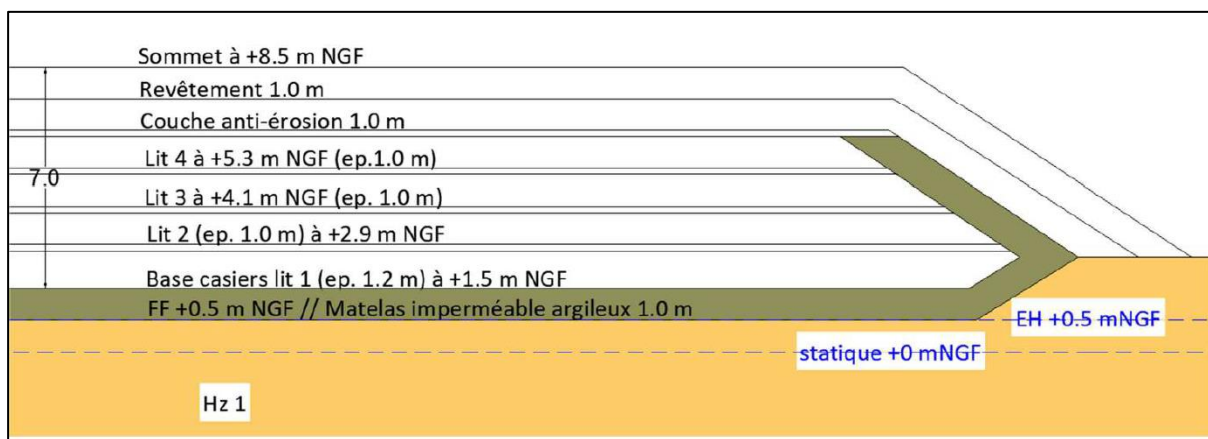 Sommet à +8.5 m NGF
Revêtement 1.0 m
Couche anti-érosion 1.0 m
Lit 4 à +5.3 m NGF (ep.1.0 m)
7.0
Lit 3 à +4.1 m NGF (ep. 1.0 m)
Lit 2 (ep. 1.0 m) à +2.9 m NGF
Base casiers lit 1 (ep. 1.2 m) à +1.5 m NGF
FF +0.5 m NGF // Matelas imperméable argileux 1.0 m
EH +0.5 mNGF
statique +0 mNGF
Hz 1